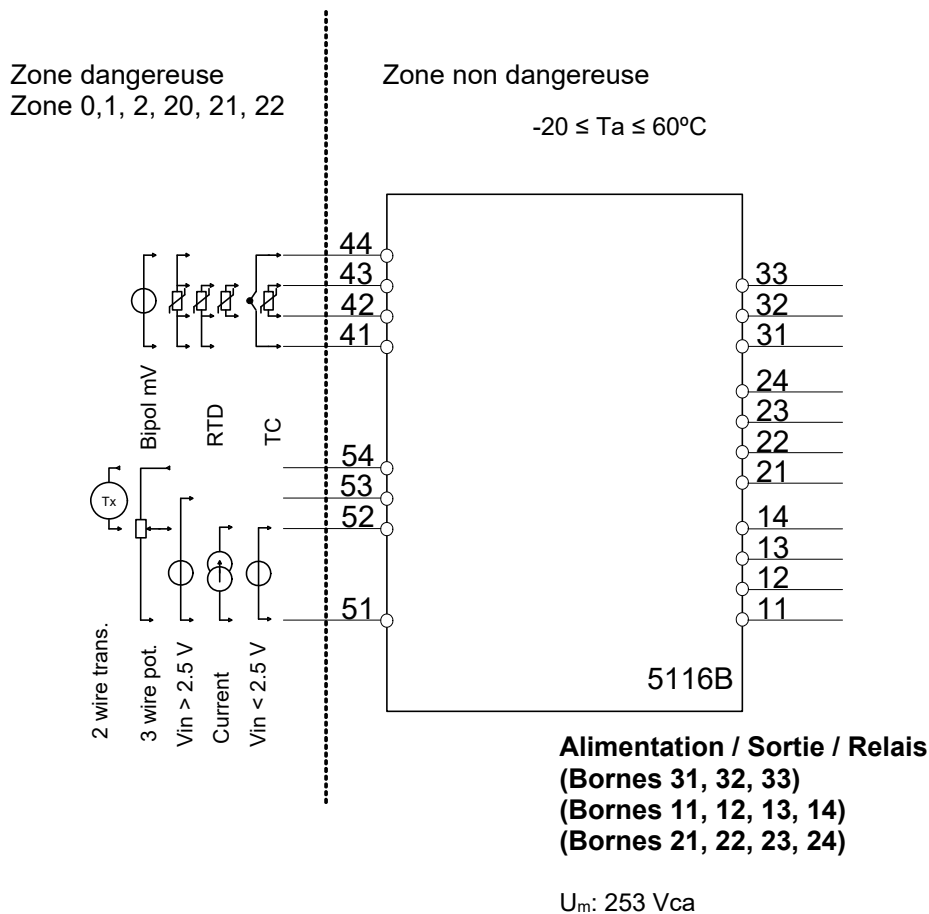 Zone dangereuse
Zone 0,1, 2, 20, 21, 22
Zone non dangereuse
-20 ≤ Ta ≤ 60ºC
44
43
42
41
54
53
52
51
33
32
31
24
23
22
21
14
13
12
11
Bipol mV
RTD
TC
Tx
2 wire trans.
3 wire pot.
Vin > 2.5 V
Current
Vin < 2.5 V
5116B
Alimentation / Sortie / Relais
(Bornes 31, 32, 33)
(Bornes 11, 12, 13, 14)
(Bornes 21, 22, 23, 24)
Um: 253 Vca